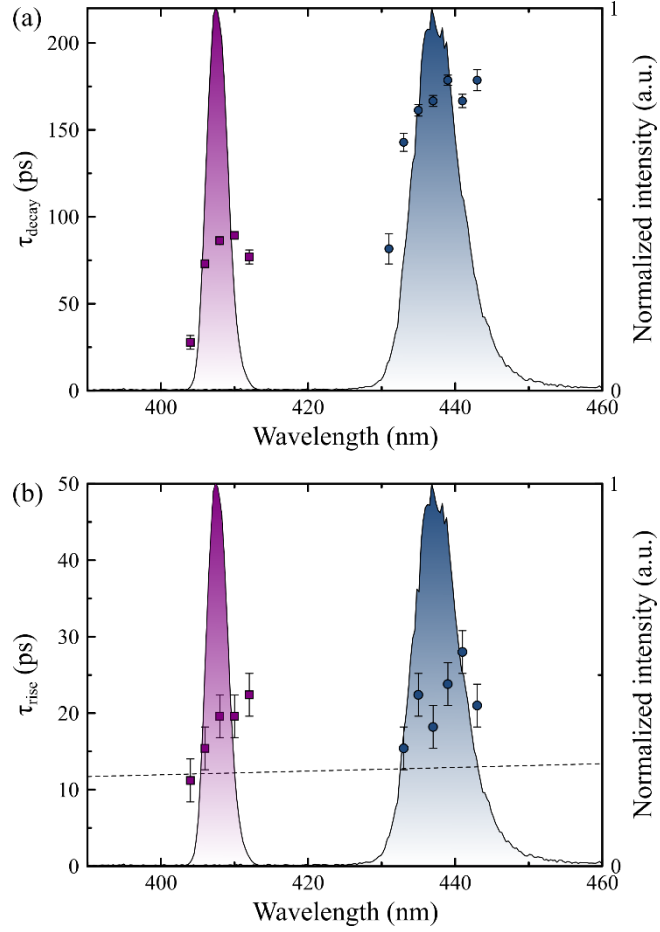 (a)
200
150
100
50
0
τdecay (ps)
1
0
Normalized intensity (a.u.)
400
420
440
460
Wavelength (nm)
(b)
50
40
30
20
10
0
τrise (ps)
1
0
Normalized intensity (a.u.)
400
420
440
460
Wavelength (nm)